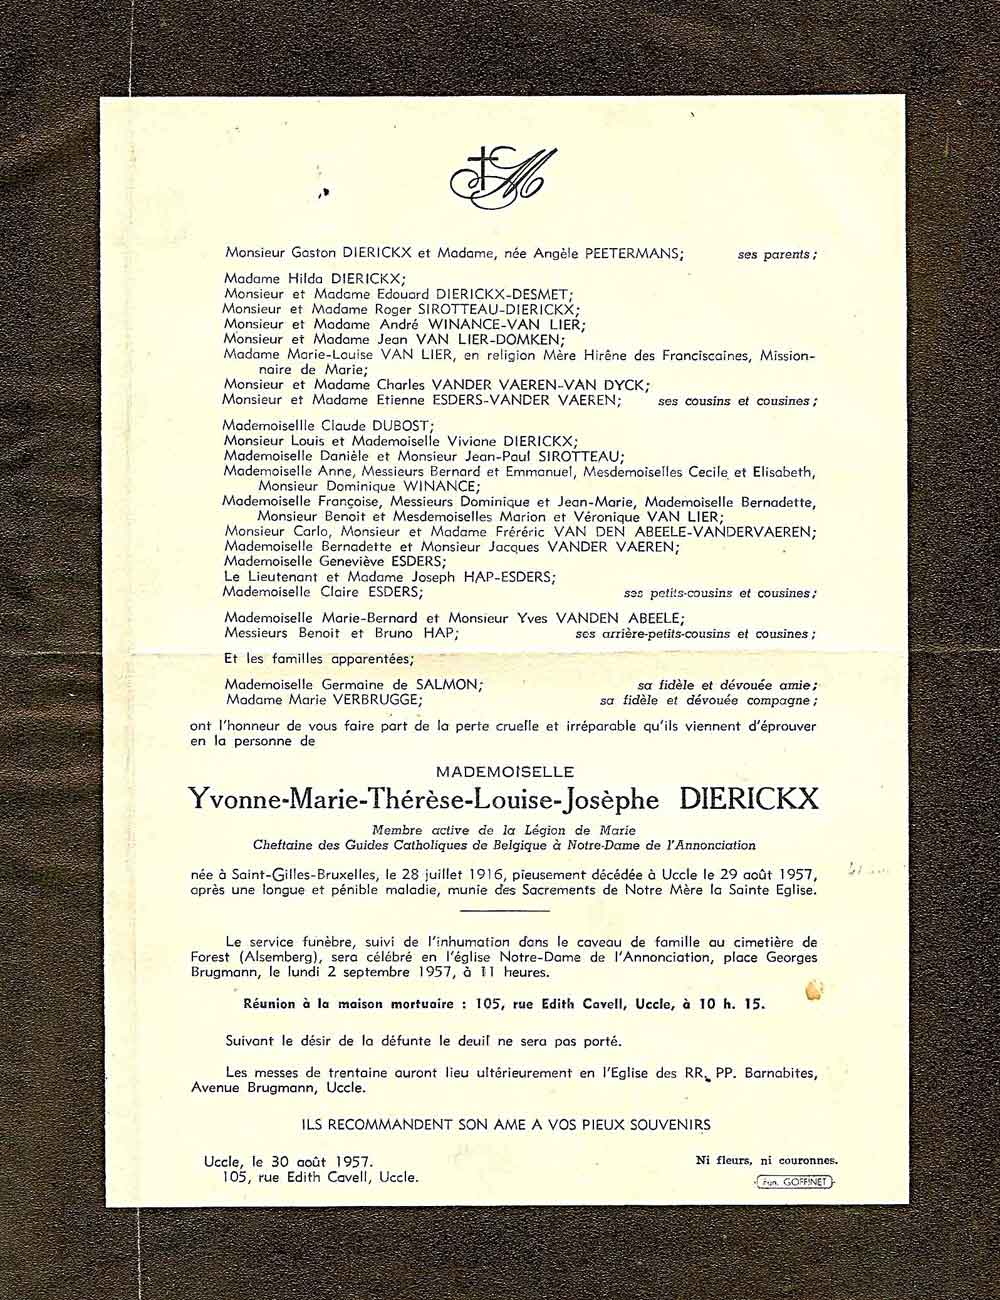 M
Monsieur Gaston DIERICKX et Madame, née Angèle PEETERMANS; ses parents;
Madame Hilda DIERICKX;
Monsieur et Madame Edouard DIERICKX-DESMET;
Monsieur et Madame Roger SIROTTEAU-DIERICKX;
Monsieur et Madame André WINANCE-VAN LIER;
Monsieur et Madame Jean VAN LIER-DOMKEN;
Madame Marie-Louise VAN LIER, en religion Mère Hirêne des Franciscaines, Mission-
naire de Marie;
Monsieur et Madame Charles VANDER VAEREN-VAN DYCK;
Monsieur et Madame Etienne ESDERS-VANDER VAEREN; ses cousins et cousines;
Mademoisellle Claude DUBOST;
Monsieur Louis et Mademoiselle Viviane DIERICKX;
Mademoiselle Danièle et Monsieur Jean-Paul SIROTTEAU;
Mademoiselle Anne, Messieurs Bernard et Emmanuel, Mesdemoiselles Cecile et Elisabeth,
Monsieur Dominique WINANCE;
Mademoiselle Françoise, Messieurs Dominique et Jean-Marie, Mademoiselle Bernadette,
Monsieur Benoit et Mesdemoiselles Marion et Véronique VAN LIER;
Monsieur Carlo, Monsieur et Madame Fréréric VAN DEN ABEELE-VANDERVAEREN;
Mademoiselle Bernadette et Monsieur Jacques VANDER VAEREN;
Mademoiselle Geneviève ESDERS;
Le Lieutenant et Madame Joseph HAP-ESDERS;
Mademoiselle Claire ESDERS; ses petits-cousins et cousines;
Mademoiselle Marie-Bernard et Monsieur Yves VANDEN ABEELE;
Messieurs Benoit et Bruno HAP; ses arrière-petits-cousins et cousines;
Et les familles apparentées;
Mademoiselle Germaine de SALMON; sa fidèle et dévouée amie;
Madame Marie VERBRUGGE; sa fidèle et dévouée compagne;
ont l'honneur de vous faire part de la perte cruelle et irréparable qu'ils viennent d'éprouver
en la personne de
MADEMOISELLE
Yvonne-Marie-Thérèse-Louise-Josèphe DIERICKX
Membre active de la Légion de Marie
Cheftaine des Guides Catholiques de Belgique à Notre-Dame de l'Annonciation
née à Saint-Gilles-Bruxelles, le 28 juillet 1916, pieusement décédée à Uccle le 29 août 1957,
après une longue et pénible maladie, munie des Sacrements de Notre Mère la Sainte Eglise.
Le service funèbre, suivi de l'inhumation dans le caveau de famille au cimetière de
Forest (Alsemberg), sera célébré en l'église Notre-Dame de l'Annonciation, place Georges
Brugmann, le lundi 2 septembre 1957, à 11 heures.
Réunion à la maison mortuaire : 105, rue Edith Cavell, Uccle, à 10 h. 15.
Suivant le désir de la défunte le deuil ne sera pas porté.
Les messes de trentaine auront lieu ultérieurement en l'Eglise des RR. PP. Barnabites,
Avenue Brugmann, Uccle.
ILS RECOMMANDENT SON AME A VOS PIEUX SOUVENIRS
Uccle, le 30 août 1957.
105, rue Edith Cavell, Uccle.
Ni fleurs, ni couronnes.
Fun. GOFFINET